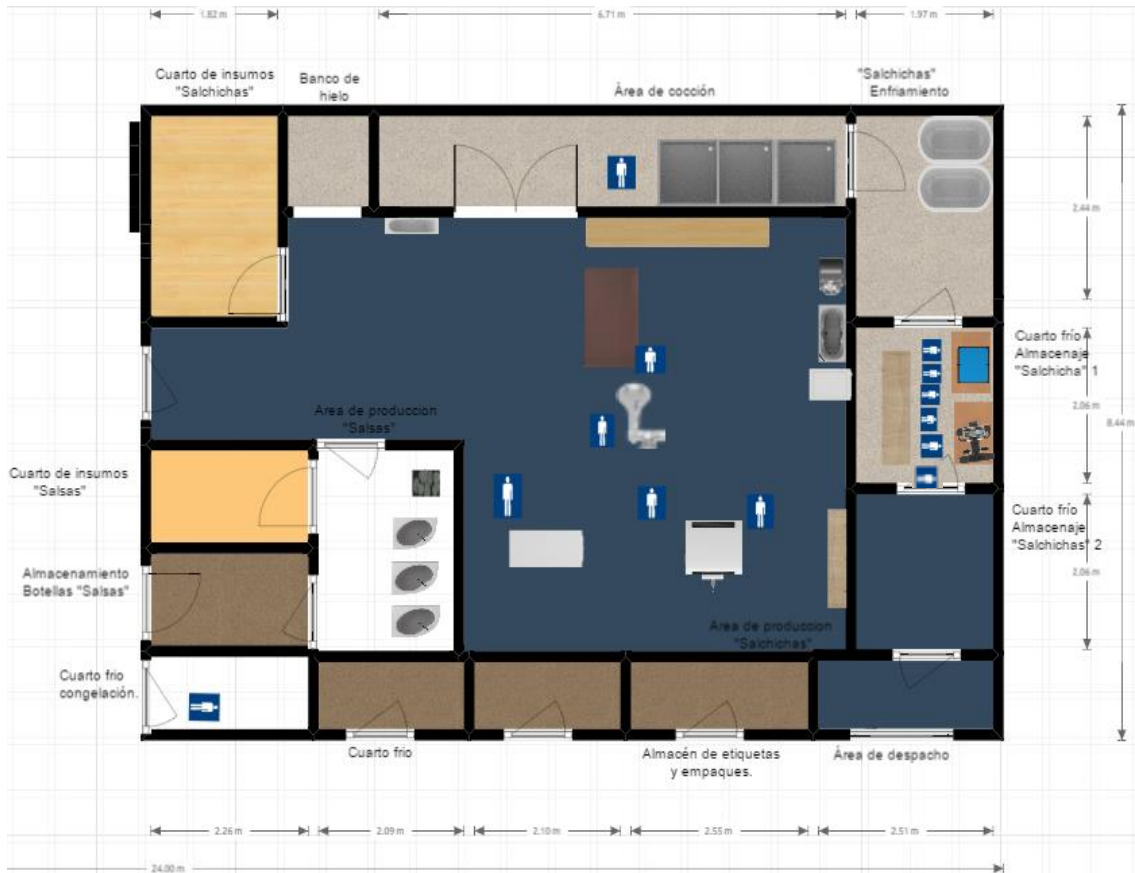 1.82 m
6.71 m
1.97 m
Cuarto de insumos
"Salchichas"
Banco de
hielo
Àrea de cocción
"Salchichas"
Enfriamiento
2.44 m
Cuarto frío
Almacenaje
"Salchicha" 1
2.06 m
8.44 m
Area de produccion
"Salsas"
Cuarto de insumos
"Salsas"
Cuarto frío
Almacenaje
"Salchichas" 2
2.06 m
Almacenamiento
Botellas "Salsas"
Area de produccion
"Salchichas"
Cuarto frio
congelación.
Cuarto frio
Almacén de etiquetas
y empaques.
Àrea de despacho
2.26 m
2.09 m
2.10 m
2.55 m
2.51 m
24.00 m